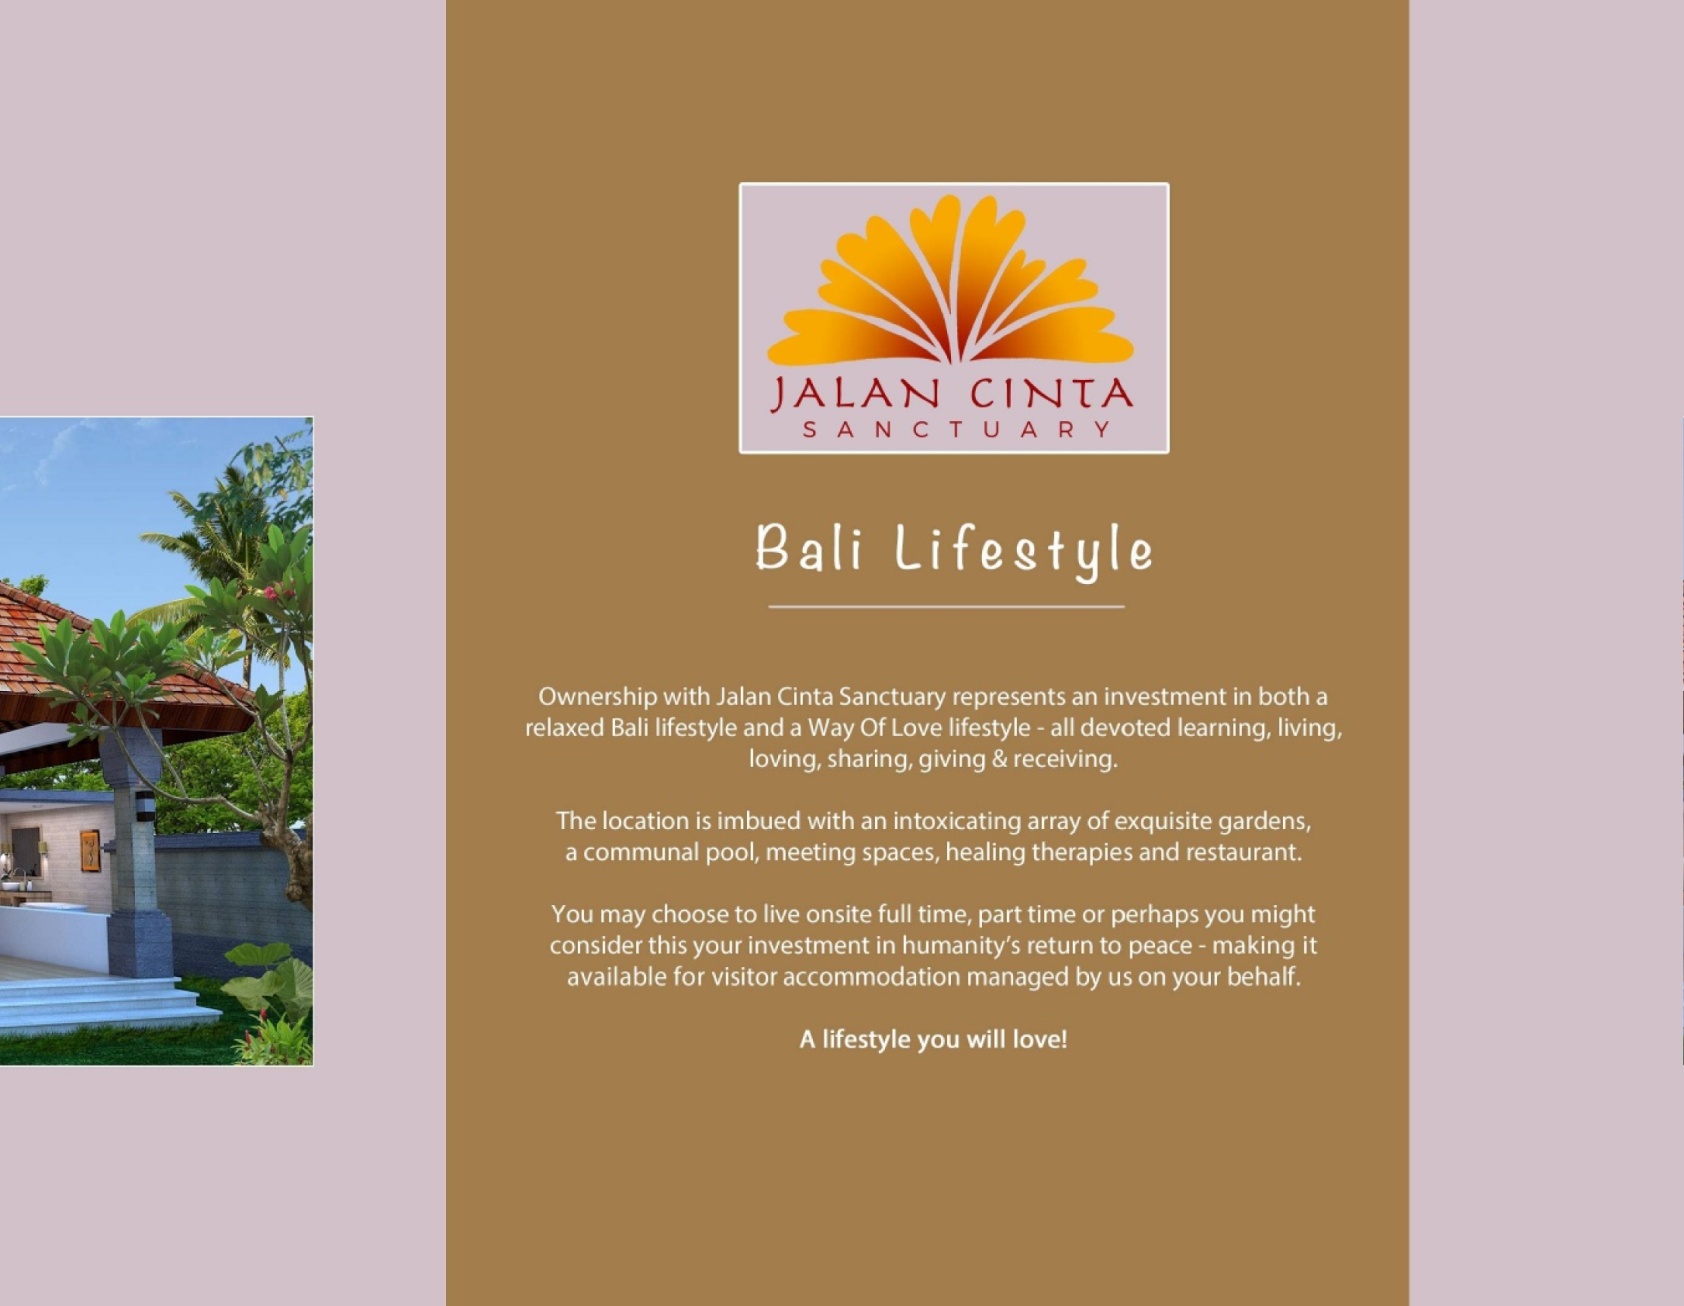 JALAN CINTA
SANCTUARY
Bali Lifestyle
Ownership with Jalan Cinta Sanctuary represents an investment in both a
relaxed Bali lifestyle and a Way Of Love lifestyle - all devoted learning, living,
loving, sharing, giving & receiving.
The location is imbued with an intoxicating array of exquisite gardens,
a communal pool, meeting spaces, healing therapies and restaurant.
You may choose to live onsite full time, part time or perhaps you might
consider this your investment in humanity's return to peace - making it
available for visitor accommodation managed by us on your behalf.
A lifestyle you will love!